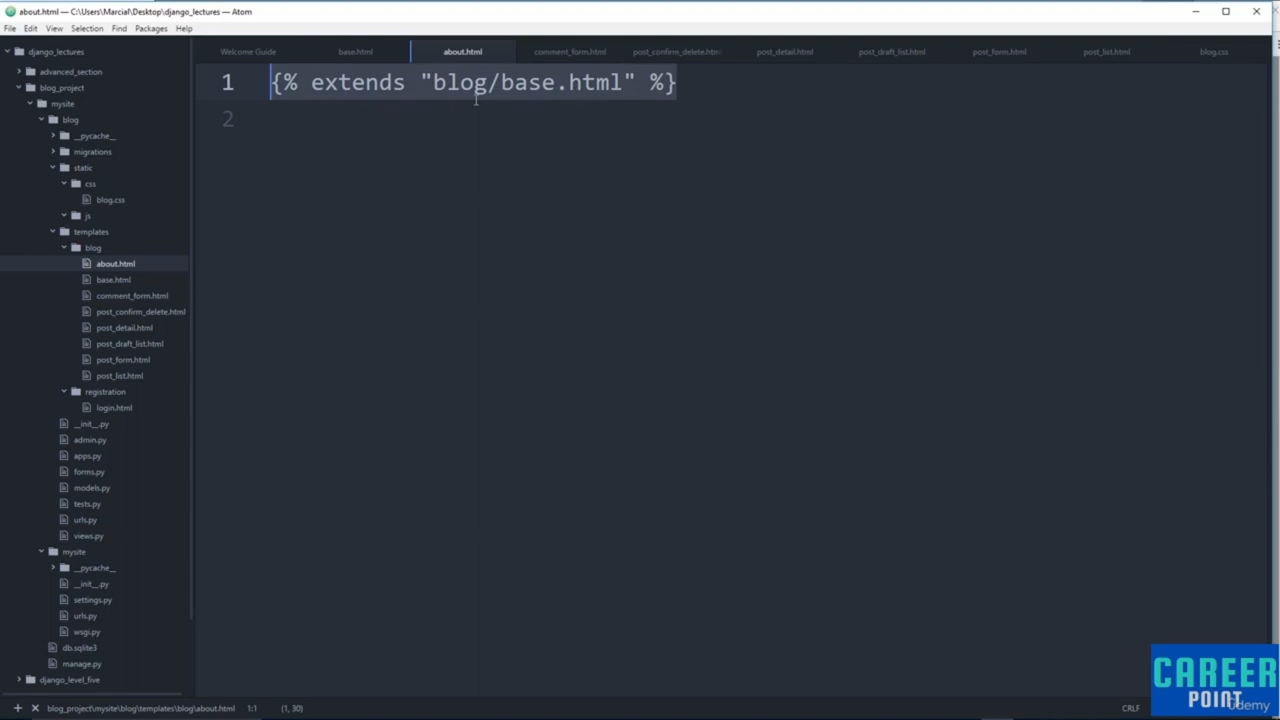 about.html — C:\Users\Marcial\Desktop\django_lectures — Atom
File Edit View Selection Find Packages Help
django_lectures
advanced_section
blog_project
mysite
blog
__pycache__
migrations
static
css
blog.css
js
templates
blog
about.html
base.html
comment_form.html
post_confirm_delete.html
post_detail.html
post_draft_list.html
post_form.html
post_list.html
registration
login.html
__init__.py
admin.py
apps.py
forms.py
models.py
tests.py
urls.py
views.py
mysite
__pycache__
__init__.py
settings.py
urls.py
wsgi.py
db.sqlite3
manage.py
django_level_five
Welcome Guide base.html about.html comment_form.html post_confirm_delete.html post_detail.html post_draft_list.html post_form.html post_list.html blog.css
1 {% extends "blog/base.html" %}
2
blog_project\mysite\blog\templates\blog\about.html 1:1 (1, 30) CRLF
CAREER
POINT
udemy